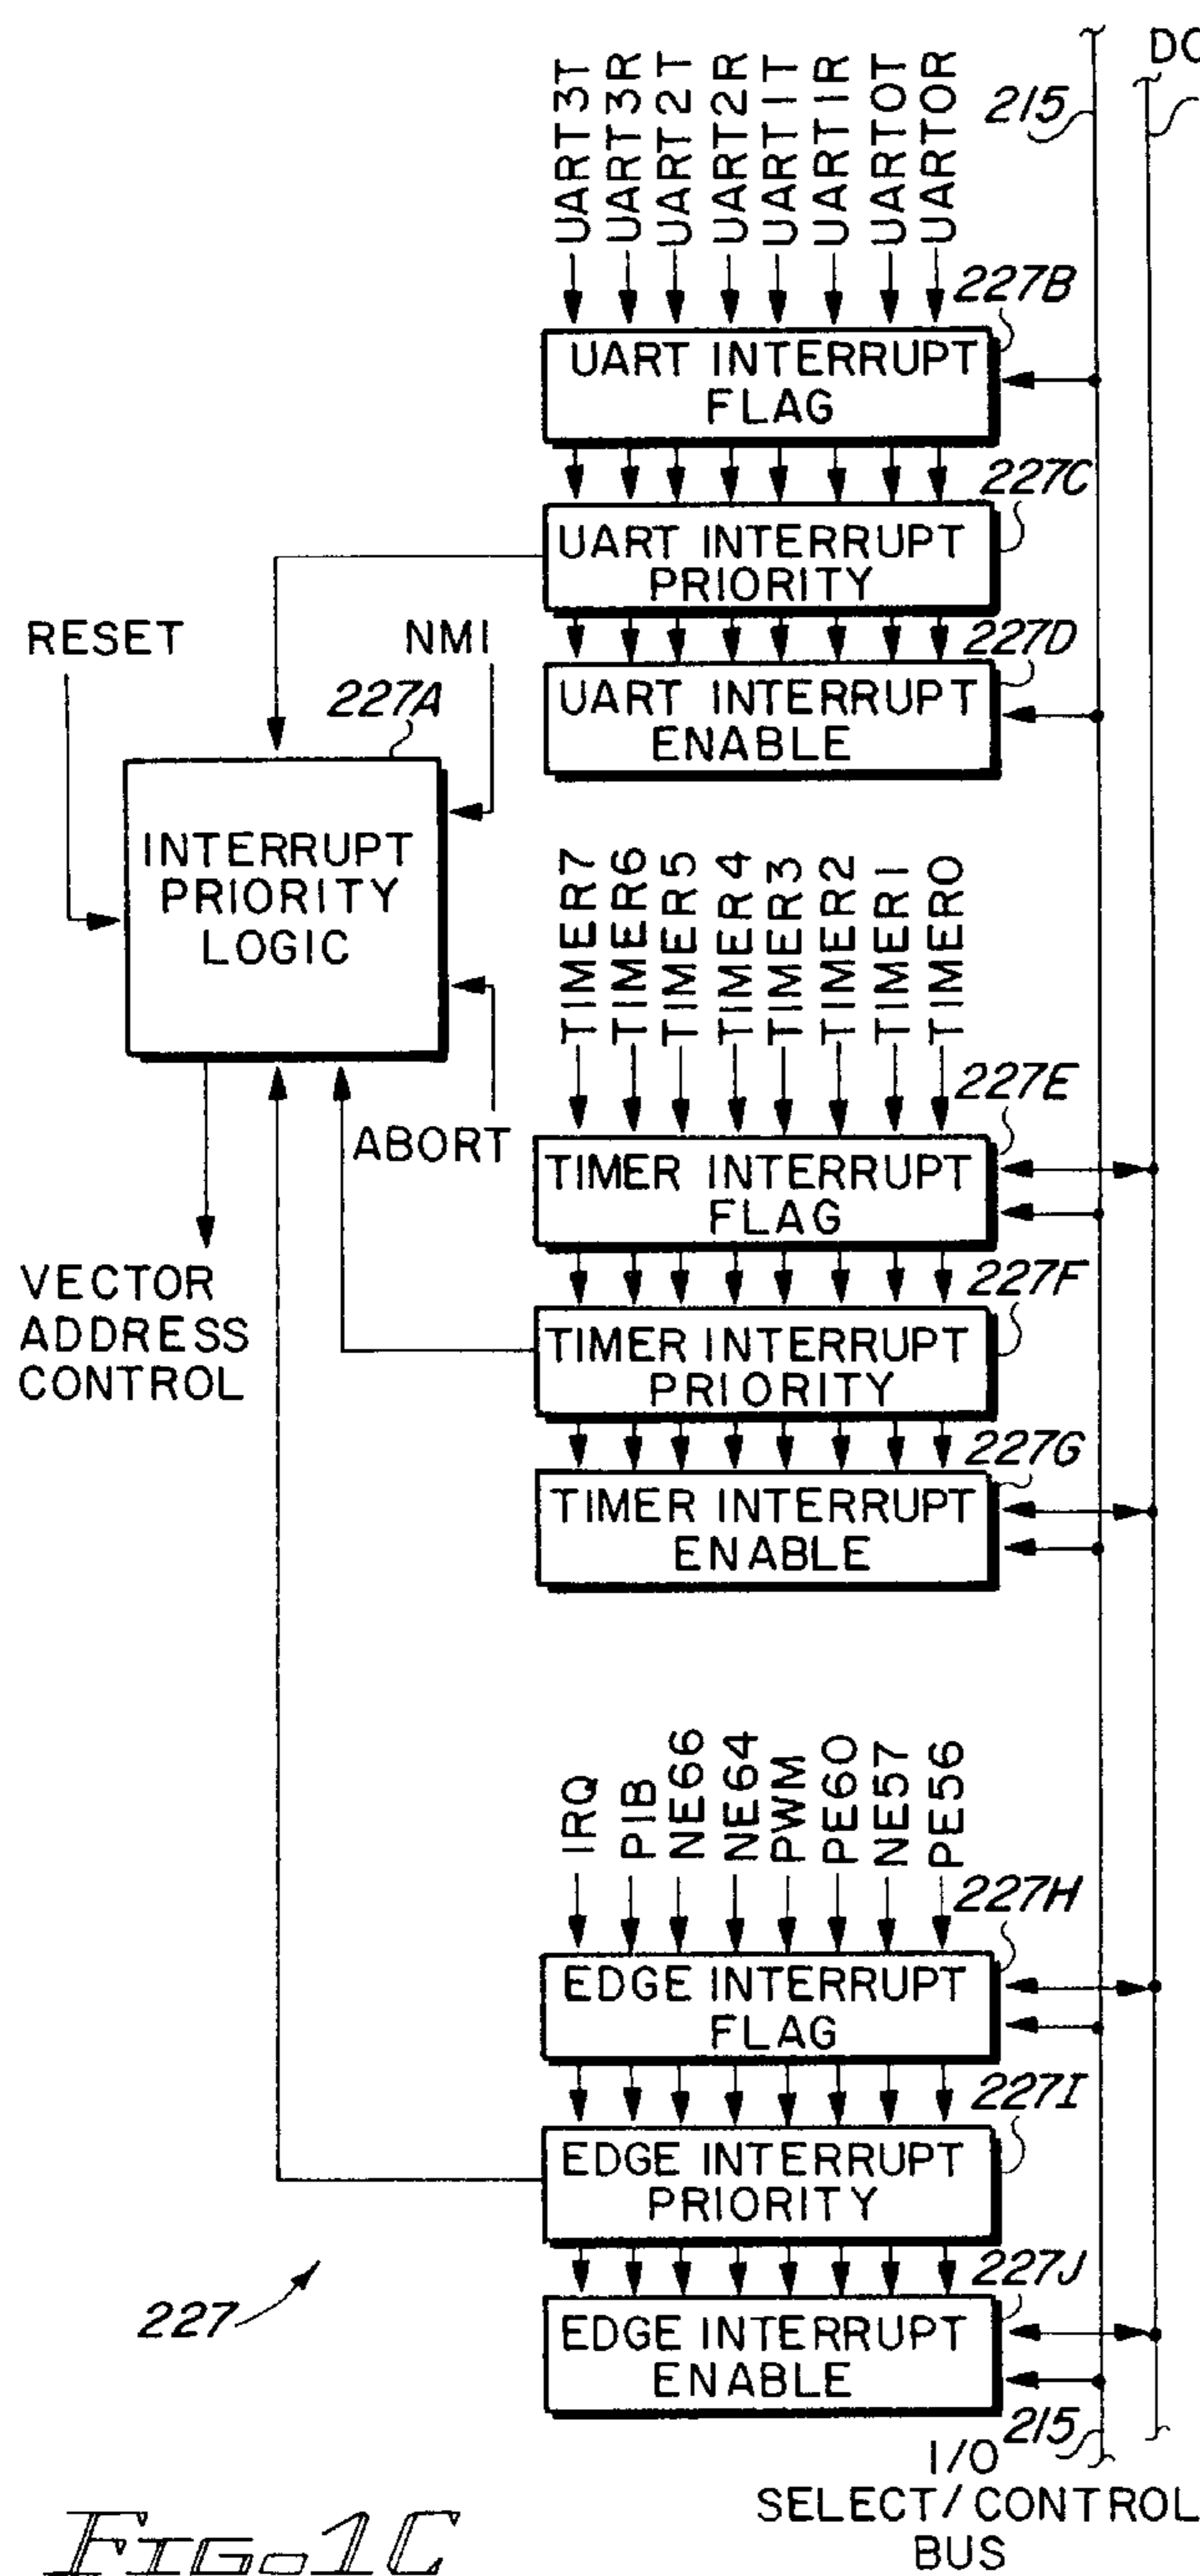 DO
215
UART3T
UART3R
UART2T
UART2R
UART1T
UART1R
UART0T
UART0R
227B
UART INTERRUPT
FLAG
227C
UART INTERRUPT
PRIORITY
227D
UART INTERRUPT
ENABLE
RESET
NMI
227A
INTERRUPT
PRIORITY
LOGIC
ABORT
VECTOR
ADDRESS
CONTROL
TIMER7
TIMER6
TIMER5
TIMER4
TIMER3
TIMER2
TIMER1
TIMER0
227E
TIMER INTERRUPT
FLAG
227F
TIMER INTERRUPT
PRIORITY
227G
TIMER INTERRUPT
ENABLE
IRQ
PIB
NE66
NE64
PWM
PE60
NE57
PE56
227H
EDGE INTERRUPT
FLAG
227I
EDGE INTERRUPT
PRIORITY
227J
EDGE INTERRUPT
ENABLE
227
215
I/O
SELECT/CONTROL
BUS
FIG. 1C